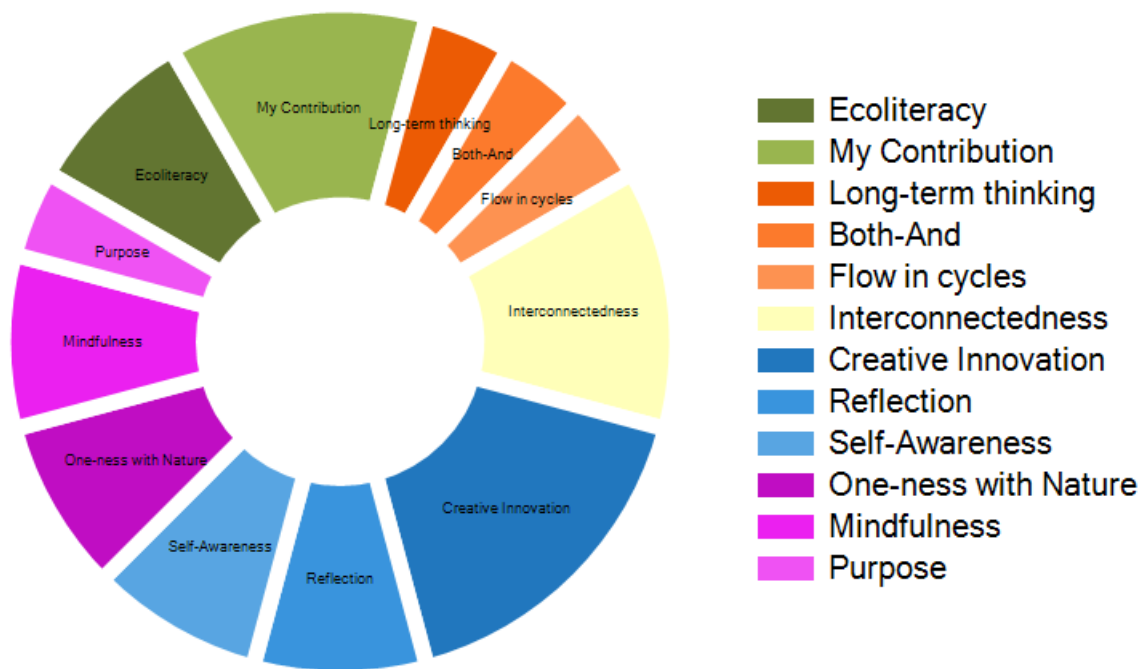 My Contribution
Long-term thinking
Both-And
Ecoliteracy
Flow in cycles
Purpose
Interconnectedness
Mindfulness
One-ness with Nature
Creative Innovation
Self-Awareness
Reflection
Ecoliteracy
My Contribution
Long-term thinking
Both-And
Flow in cycles
Interconnectedness
Creative Innovation
Reflection
Self-Awareness
One-ness with Nature
Mindfulness
Purpose